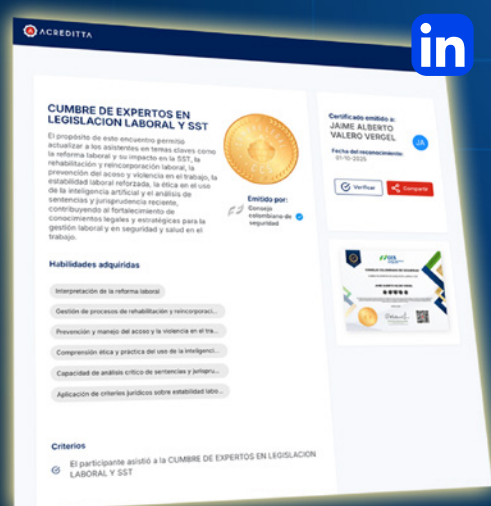 ACREDITTA
in
CUMBRE DE EXPERTOS EN
LEGISLACION LABORAL Y SST
El propósito de este encuentro permitio
actualizar a los asistentes en temas claves como
la reforma laboral y su impacto en la SST, la
rehabilitación y reincorporación laboral, la
prevención del acoso y violencia en el trabajo, la
estabilidad laboral reforzada, la ética en el uso
de la inteligencia artificial y el análisis de
sentencias y jurisprudencia reciente,
contribuyendo al fortalecimiento de
conocimientos legales y estratégicas para la
gestión laboral y en seguridad y salud en el
trabajo.
Emitido por:
Consejo
colombiano de
seguridad
Habilidades adquiridas
Interpretación de la reforma laboral
Gestión de procesos de rehabilitación y reincorporaci...
Prevención y manejo del acoso y la violencia en el tra...
Comprensión ética y práctica del uso de la inteligenci...
Capacidad de análisis crítico de sentencias y jurispru...
Aplicación de criterios jurídicos sobre estabilidad labo...
Criterios
El participante asistió a la CUMBRE DE EXPERTOS EN LEGISLACION
LABORAL Y SST
Certificado emitido a:
JAIME ALBERTO
VALERO VERGEL
JA
Fecha del reconocimiento:
01-10-2025
Verificar
Compartir